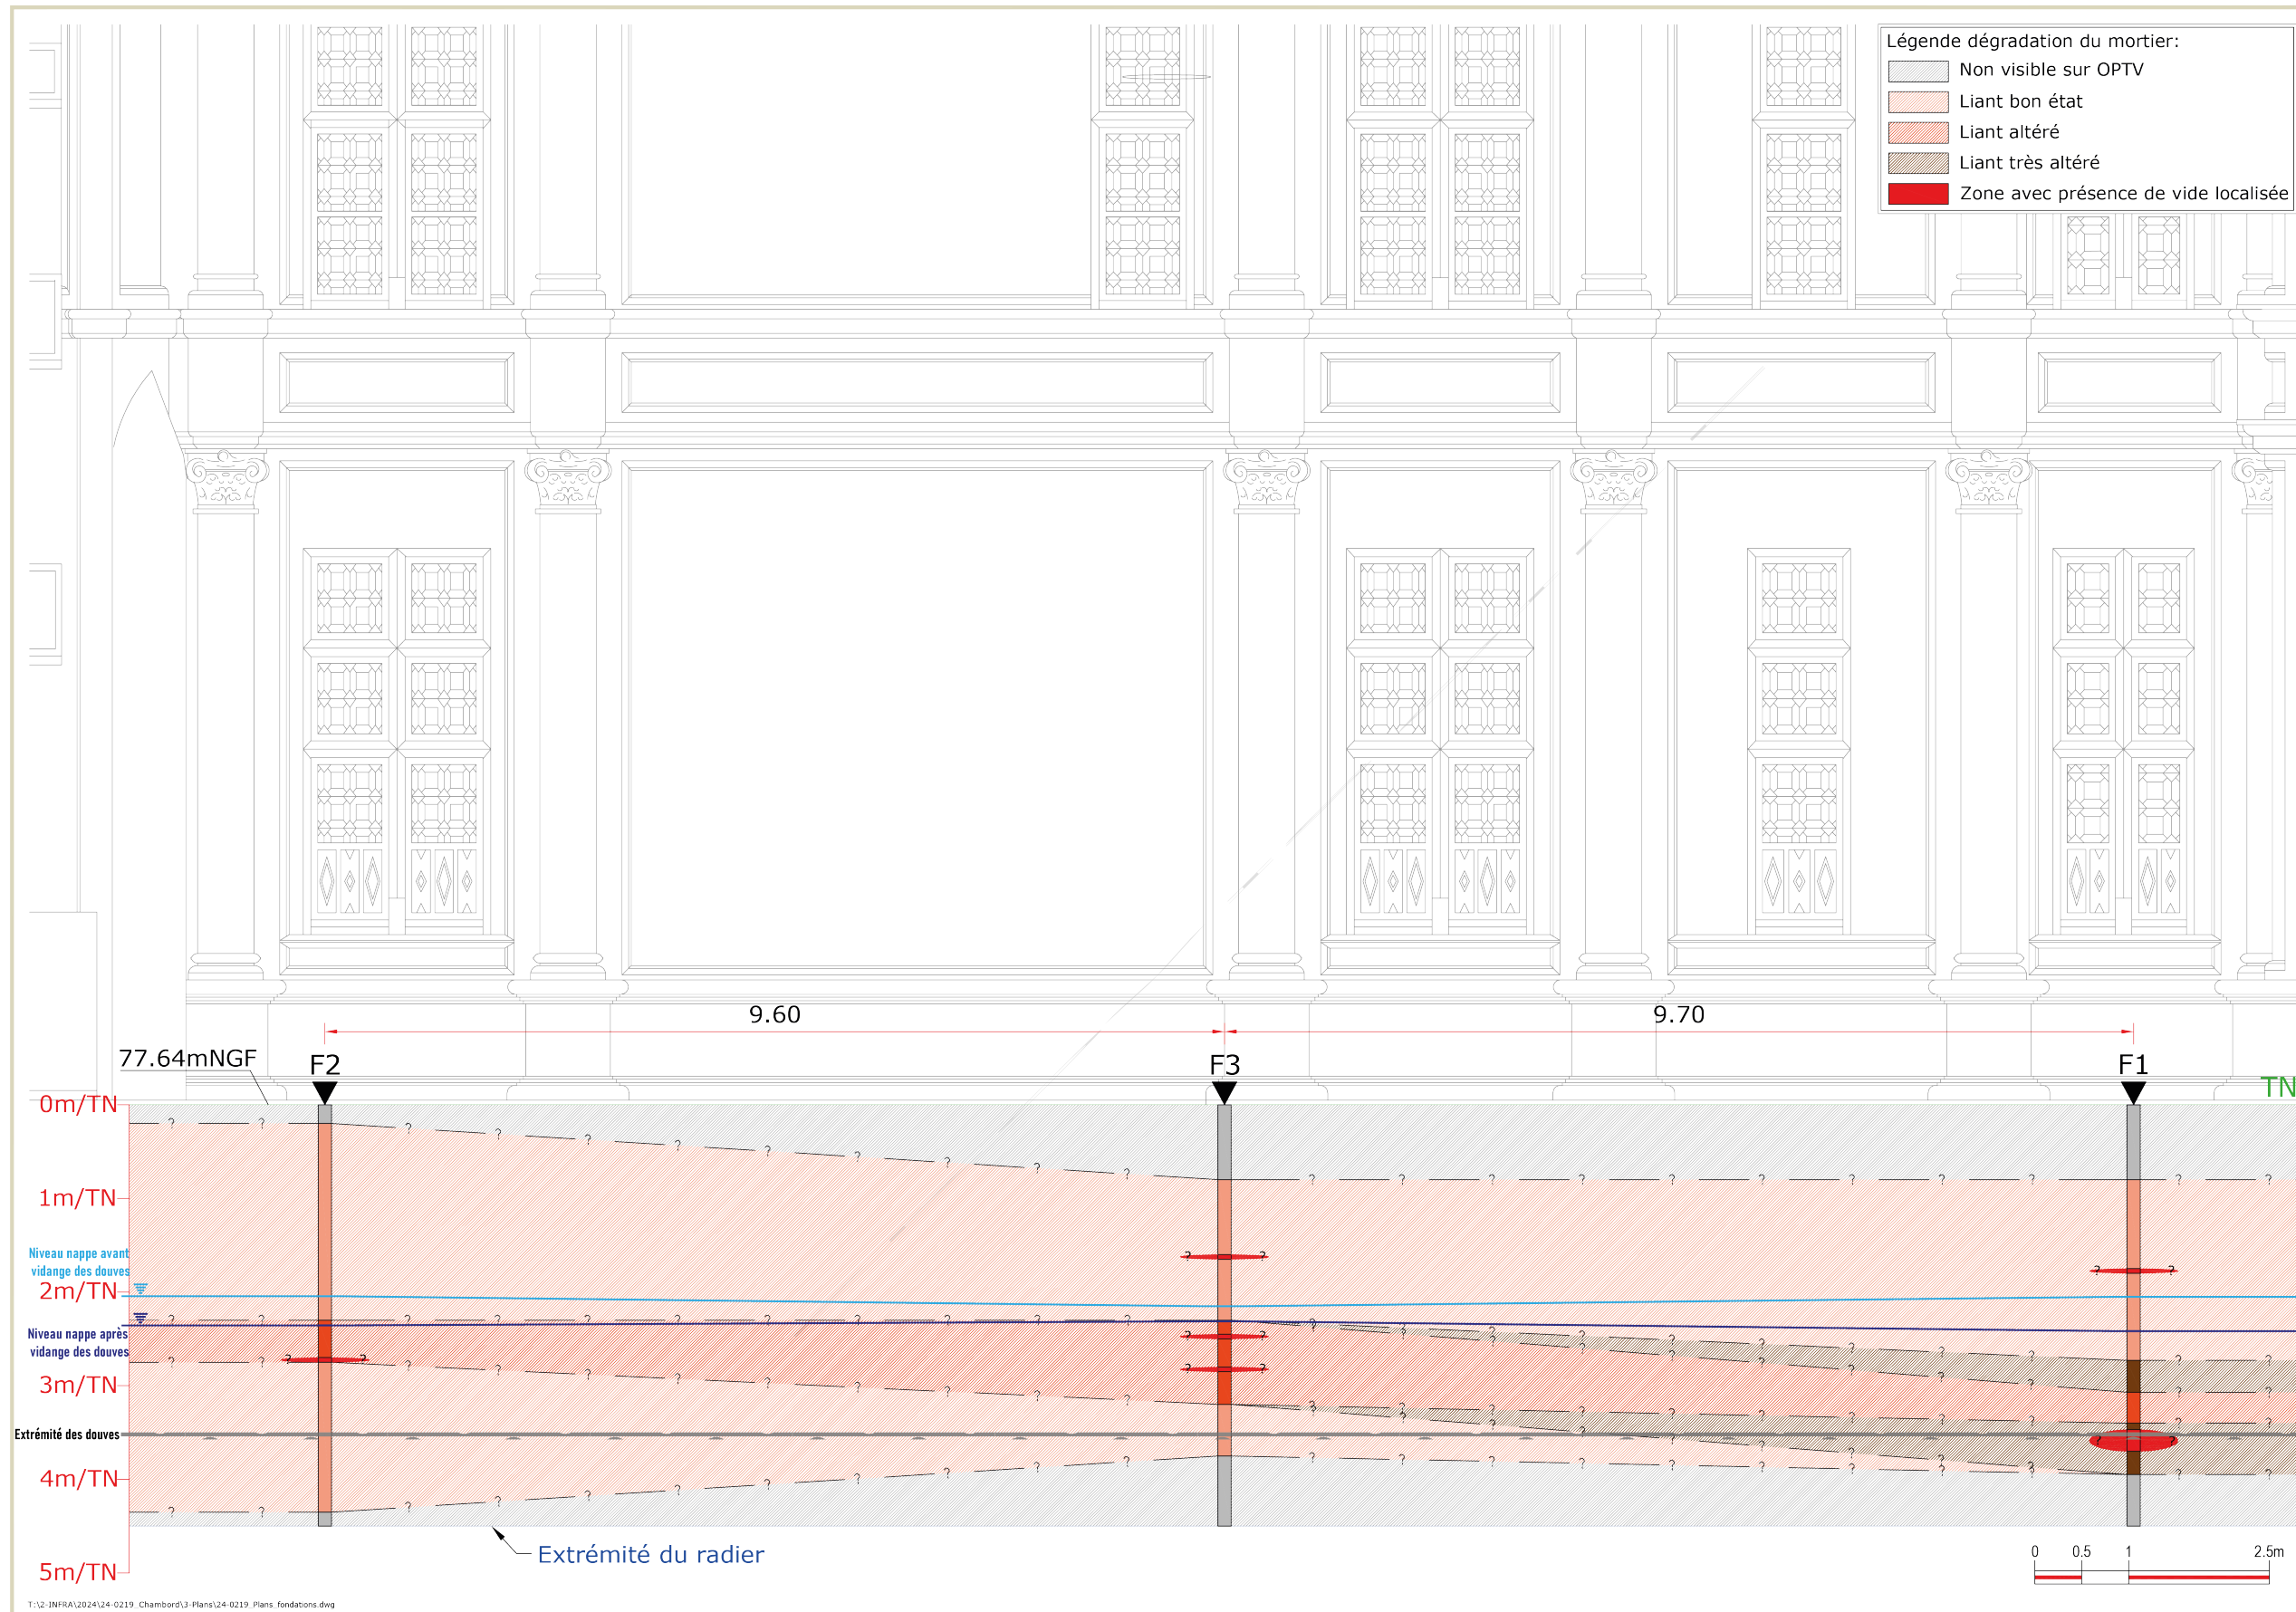 Légende dégradation du mortier:
Non visible sur OPTV
Liant bon état
Liant altéré
Liant très altéré
Zone avec présence de vide localisée
9.60
9.70
77.64mNGF
F2
F3
F1
TN
0m/TN
1m/TN
Niveau nappe avant
vidange des douves
2m/TN
Niveau nappe après
vidange des douves
3m/TN
Extrémité des douves
4m/TN
Extrémité du radier
5m/TN
0 0.5 1 2.5m
T:\2-INFRA\2024\24-0219_Chambord\3-Plans\24-0219_Plans_fondations.dwg